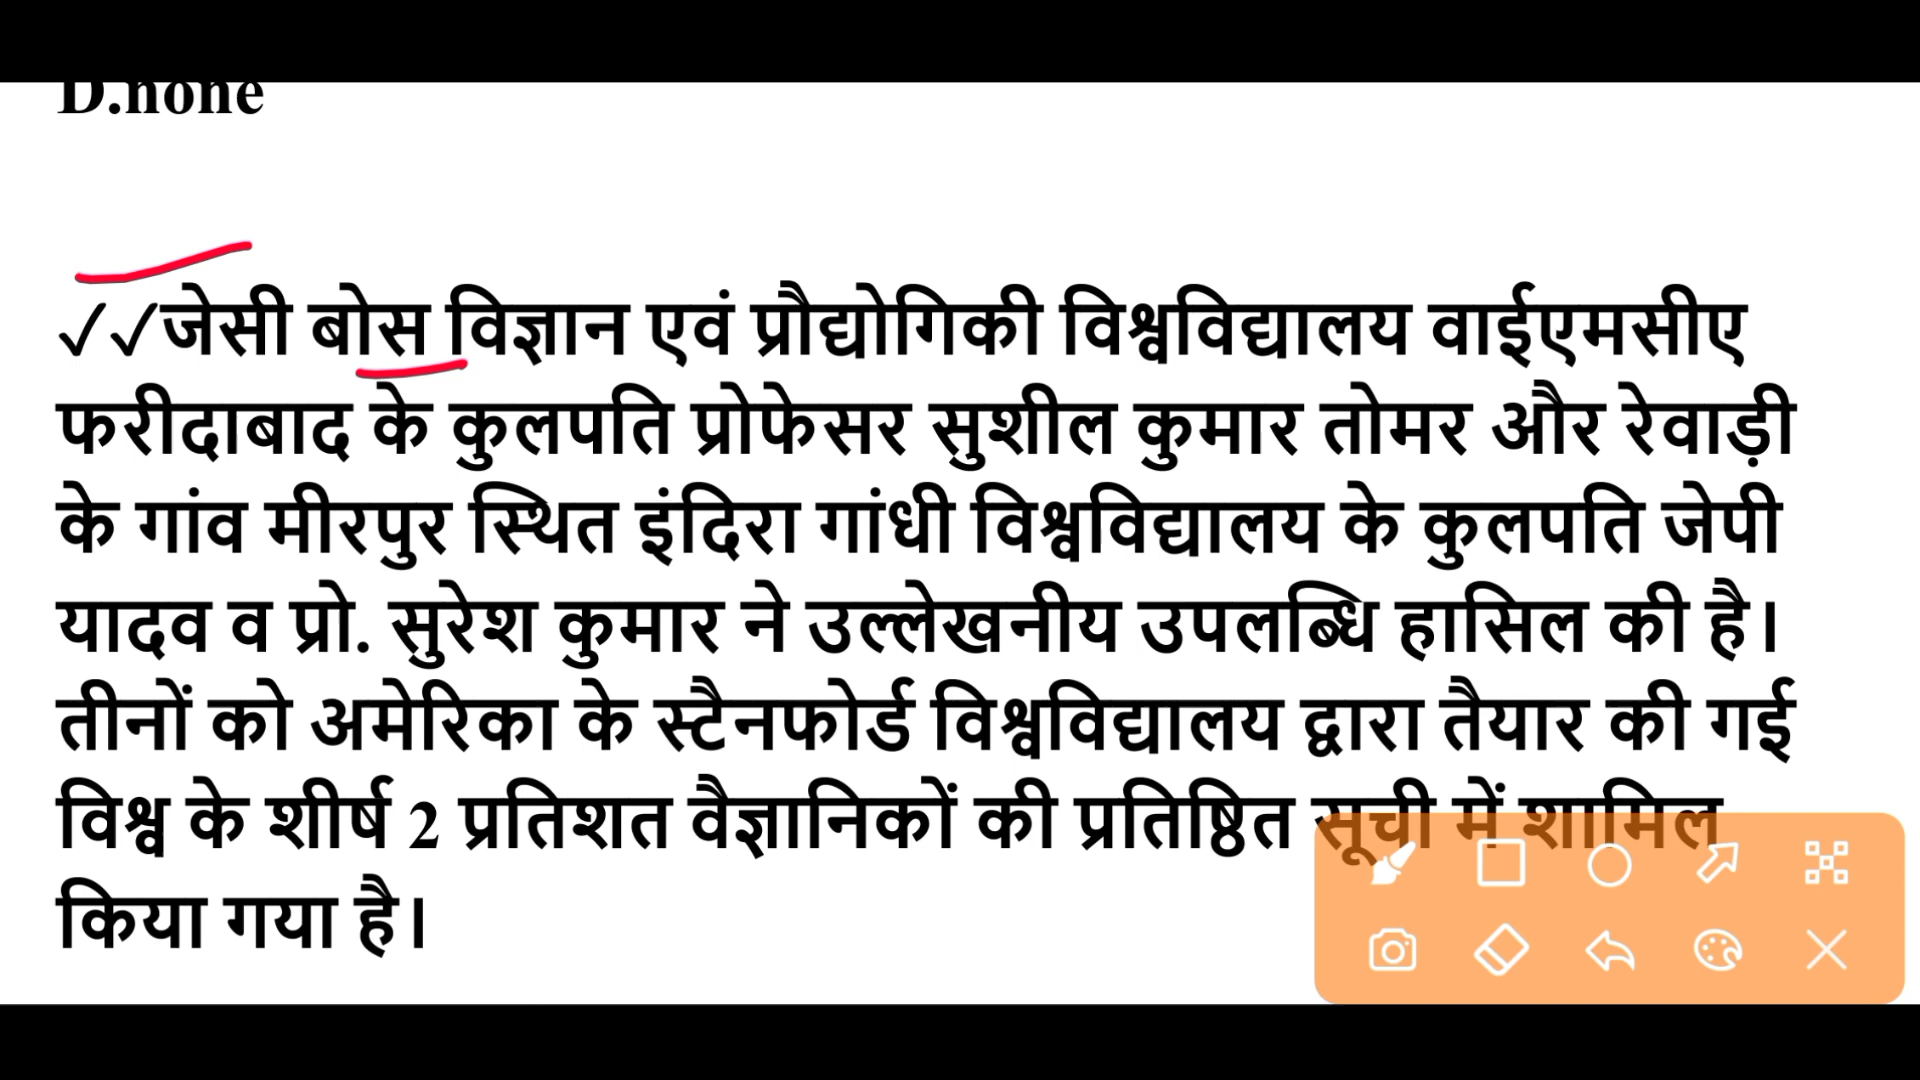 D.none
✓✓जेसी बोस विज्ञान एवं प्रौद्योगिकी विश्वविद्यालय वाईएमसीए
फरीदाबाद के कुलपति प्रोफेसर सुशील कुमार तोमर और रेवाड़ी
के गांव मीरपुर स्थित इंदिरा गांधी विश्वविद्यालय के कुलपति जेपी
यादव व प्रो. सुरेश कुमार ने उल्लेखनीय उपलब्धि हासिल की है।
तीनों को अमेरिका के स्टैनफोर्ड विश्वविद्यालय द्वारा तैयार की गई
विश्व के शीर्ष 2 प्रतिशत वैज्ञानिकों की प्रतिष्ठित सूची में शामिल
किया गया है।